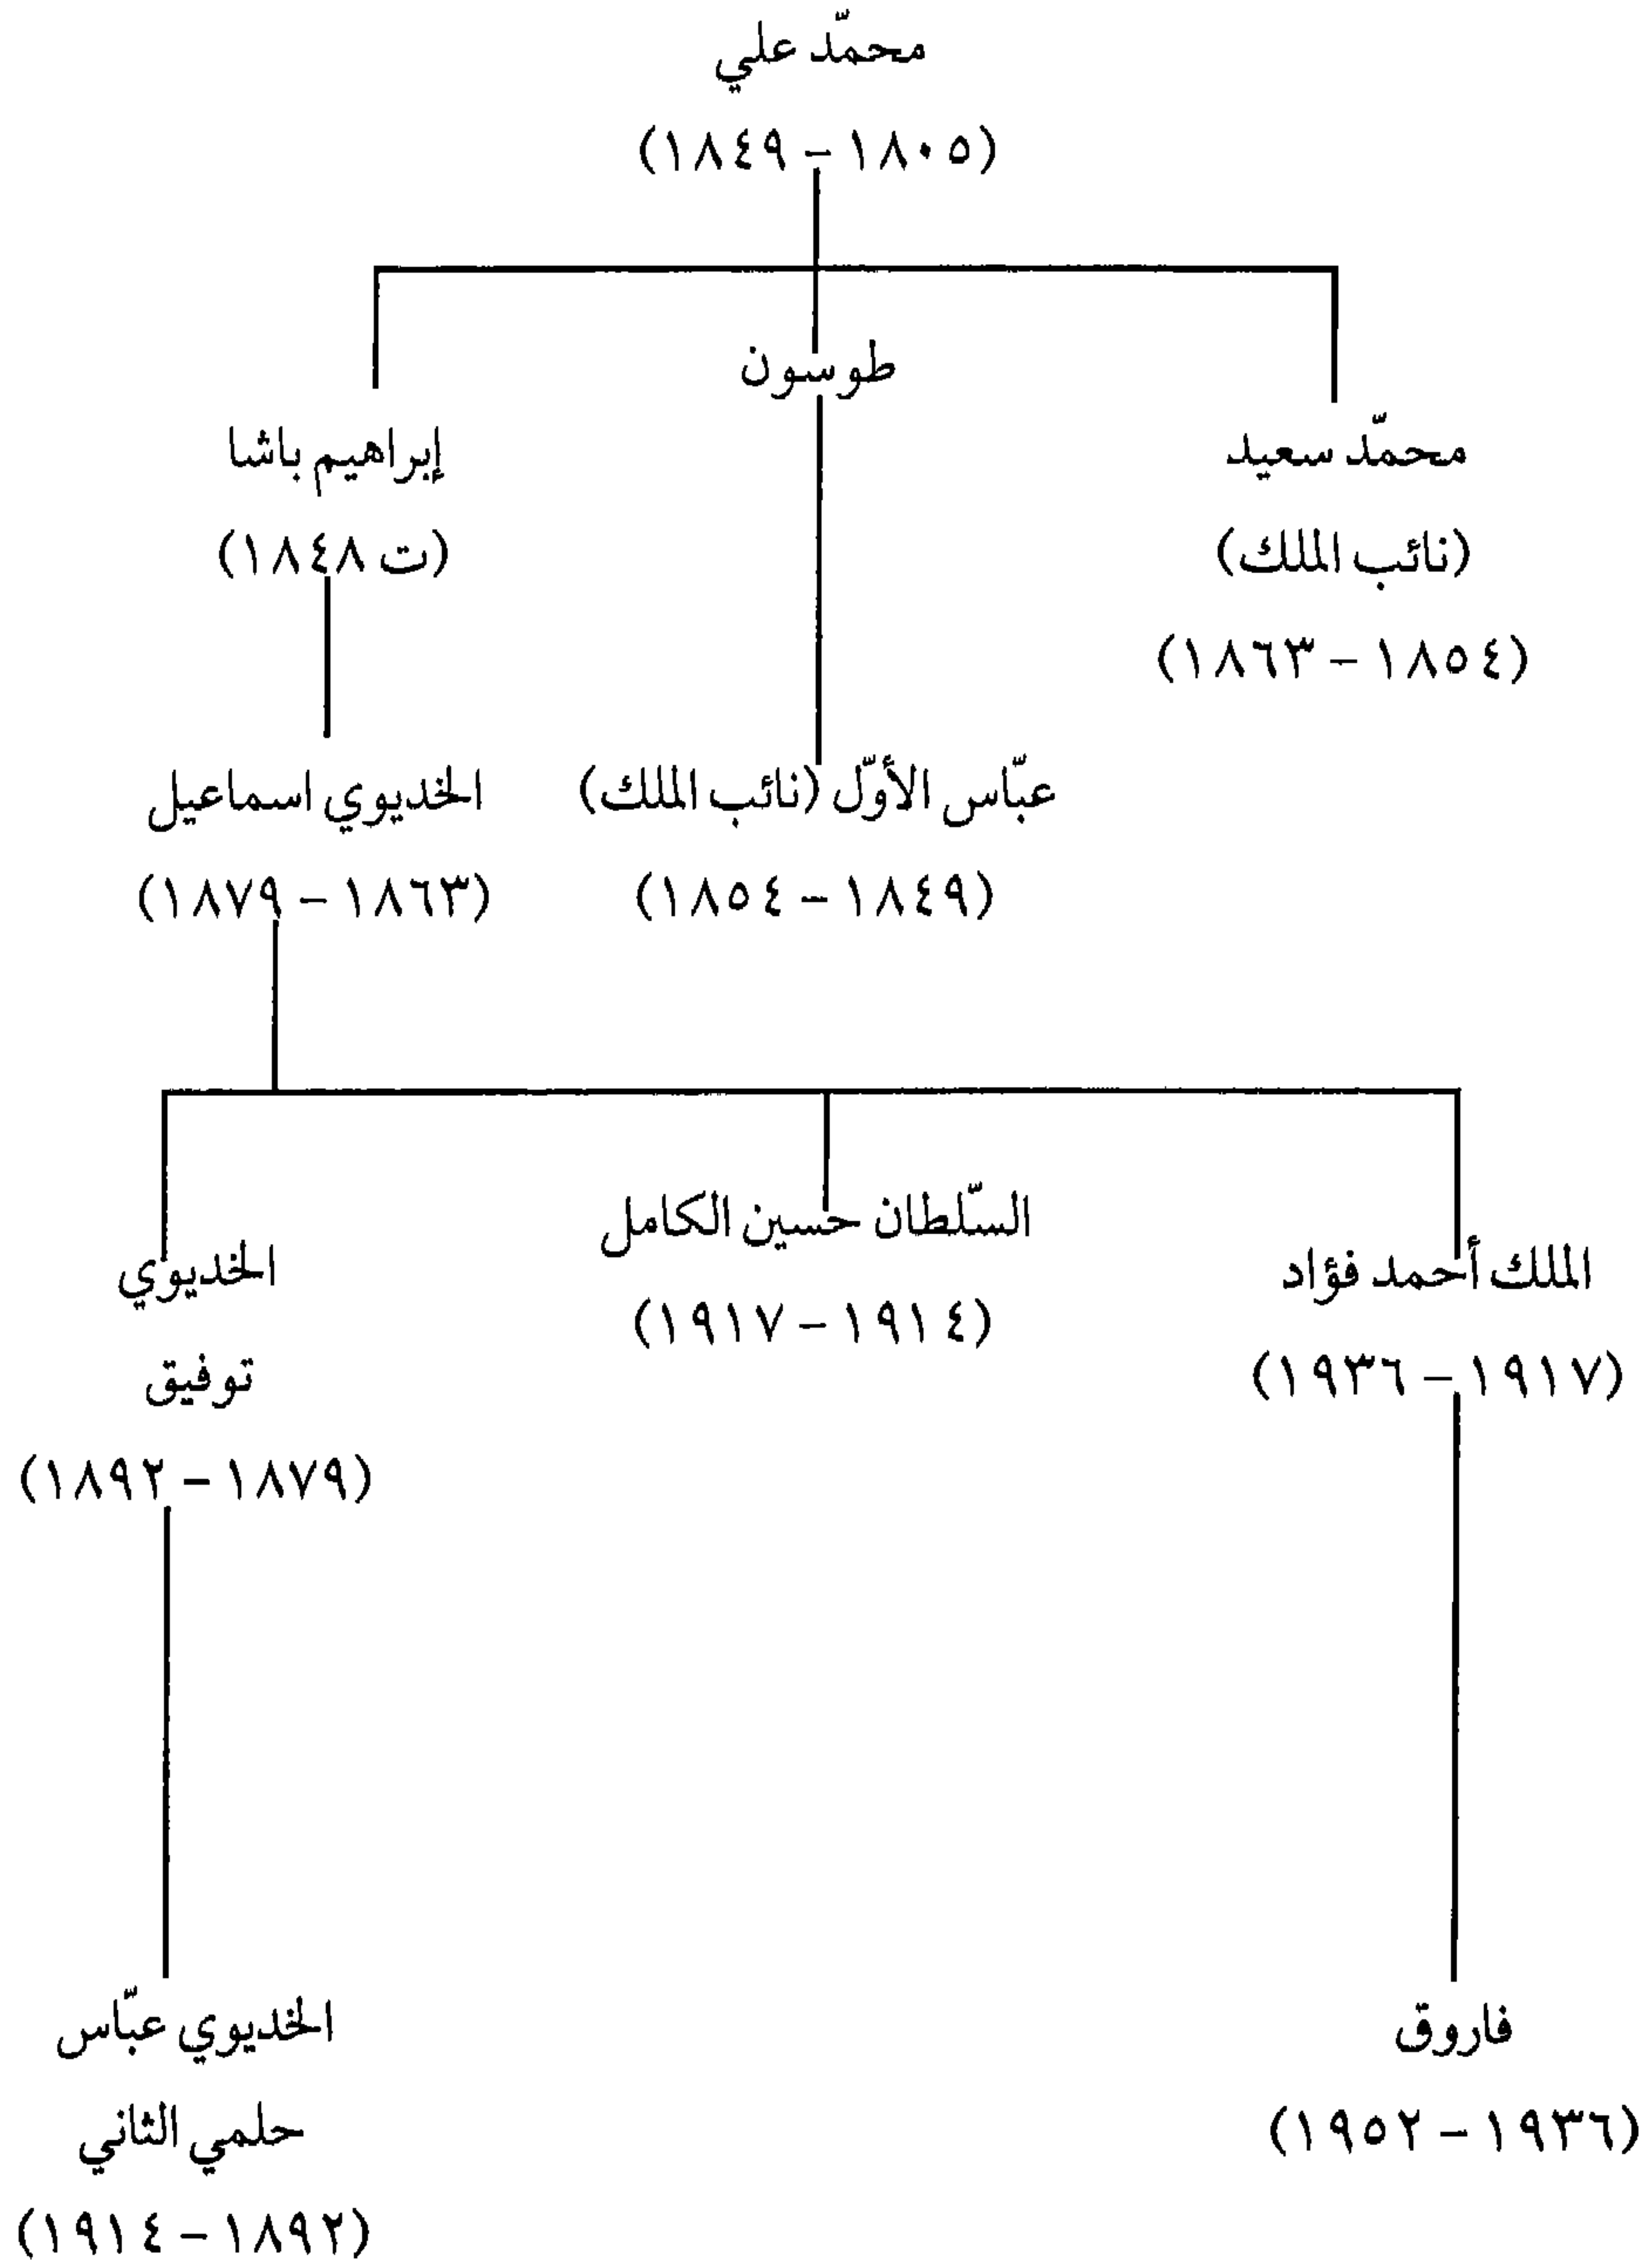 محمّد علي
(١٨٠٥ – ١٨٤٩)
طوسون
محمّد سعيد
(نائب الملك)
(١٨٥٤ – ١٨٦٣)
إبراهيم باشا
(ت ١٨٤٨)
عبّاس الأوّل (نائب الملك)
(١٨٤٩ – ١٨٥٤)
الخديوي اسماعيل
(١٨٦٣ – ١٨٧٩)
الملك أحمد فؤاد
(١٩١٧ – ١٩٣٦)
السّلطان حسين الكامل
(١٩١٤ – ١٩١٧)
الخديوي
توفيق
(١٨٧٩ – ١٨٩٢)
فاروق
(١٩٣٦ – ١٩٥٢)
الخديوي عبّاس
حلمي الثاني
(١٨٩٢ – ١٩١٤)